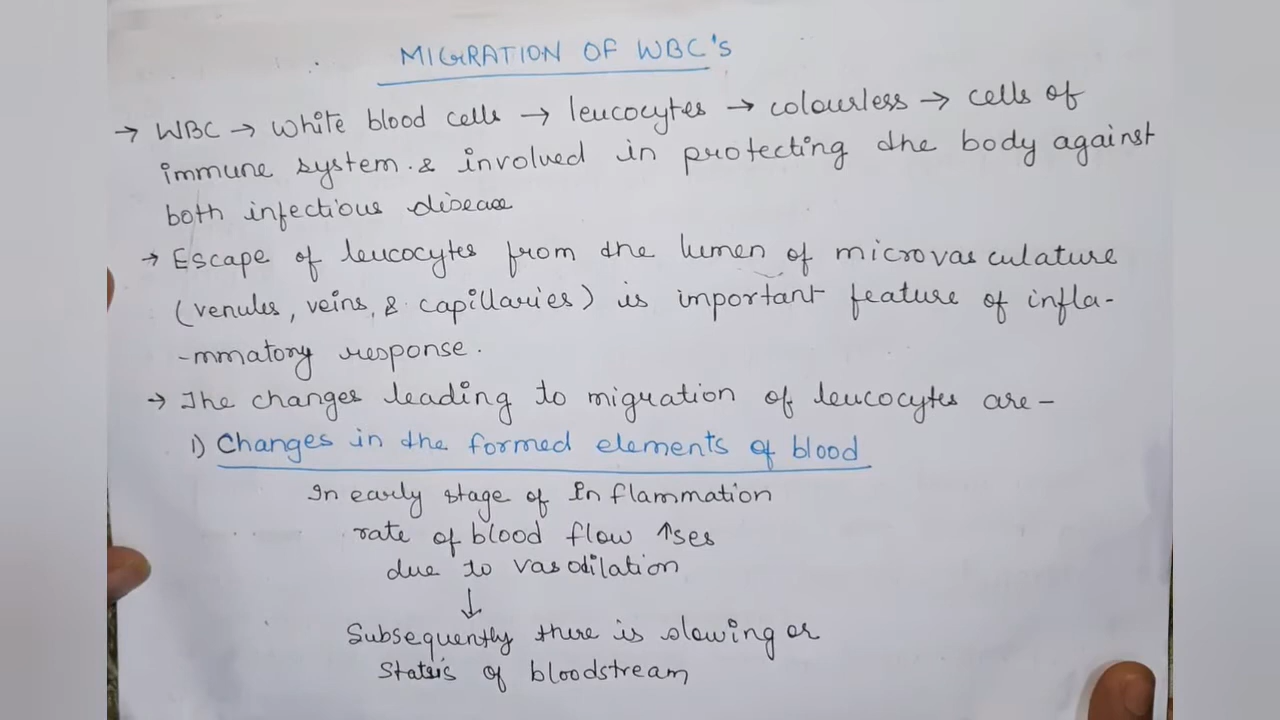 MIGRATION OF WBC's
→ WBC → White blood cells → leucocytes → colourless → cells of
immune system. & involved in protecting the body against
both infectious disease
→ Escape of leucocytes from the lumen of microvasculature
(venules, veins, & capillaries) is important feature of infla-
-mmatory response.
→ The changes leading to migration of leucocytes are -
1) Changes in the formed elements of blood
In early stage of Inflammation
rate of blood flow ↑ses
due to vasodilation
↓
Subsequently there is slowing or
Statsis of bloodstream